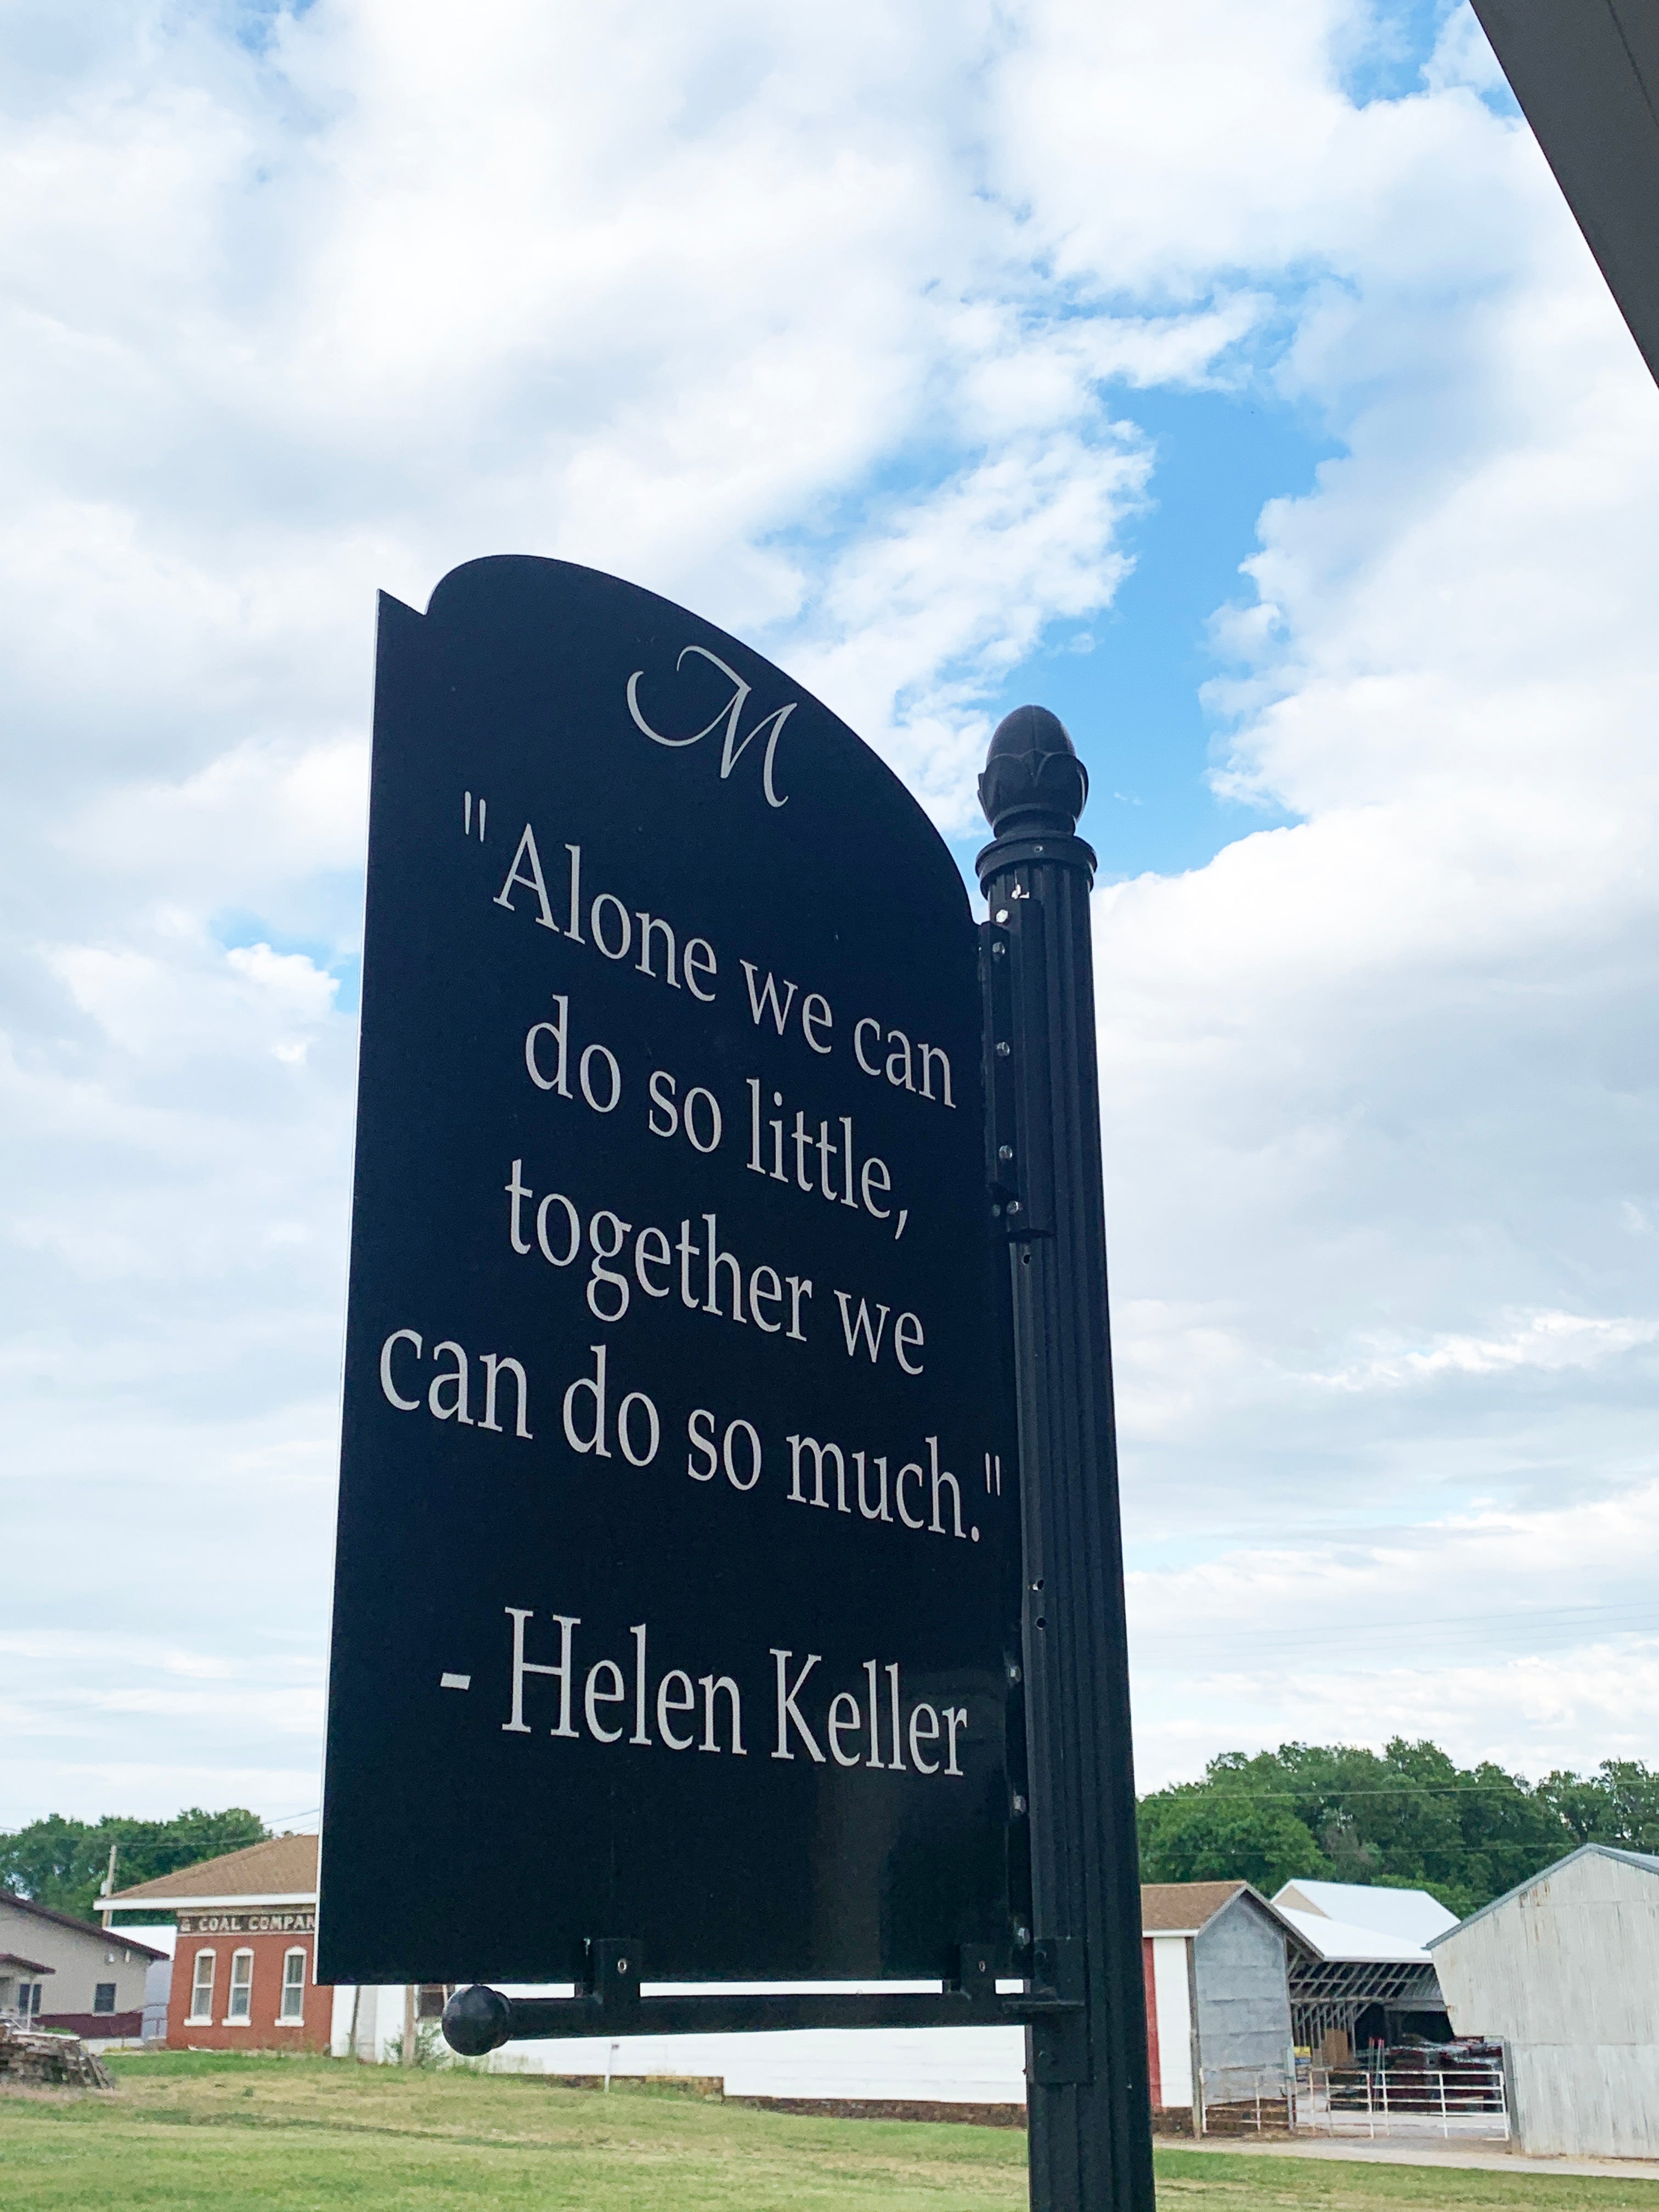 M
"Alone we can
do so little,
together we
can do so much."
- Helen Keller
& COAL COMPAN